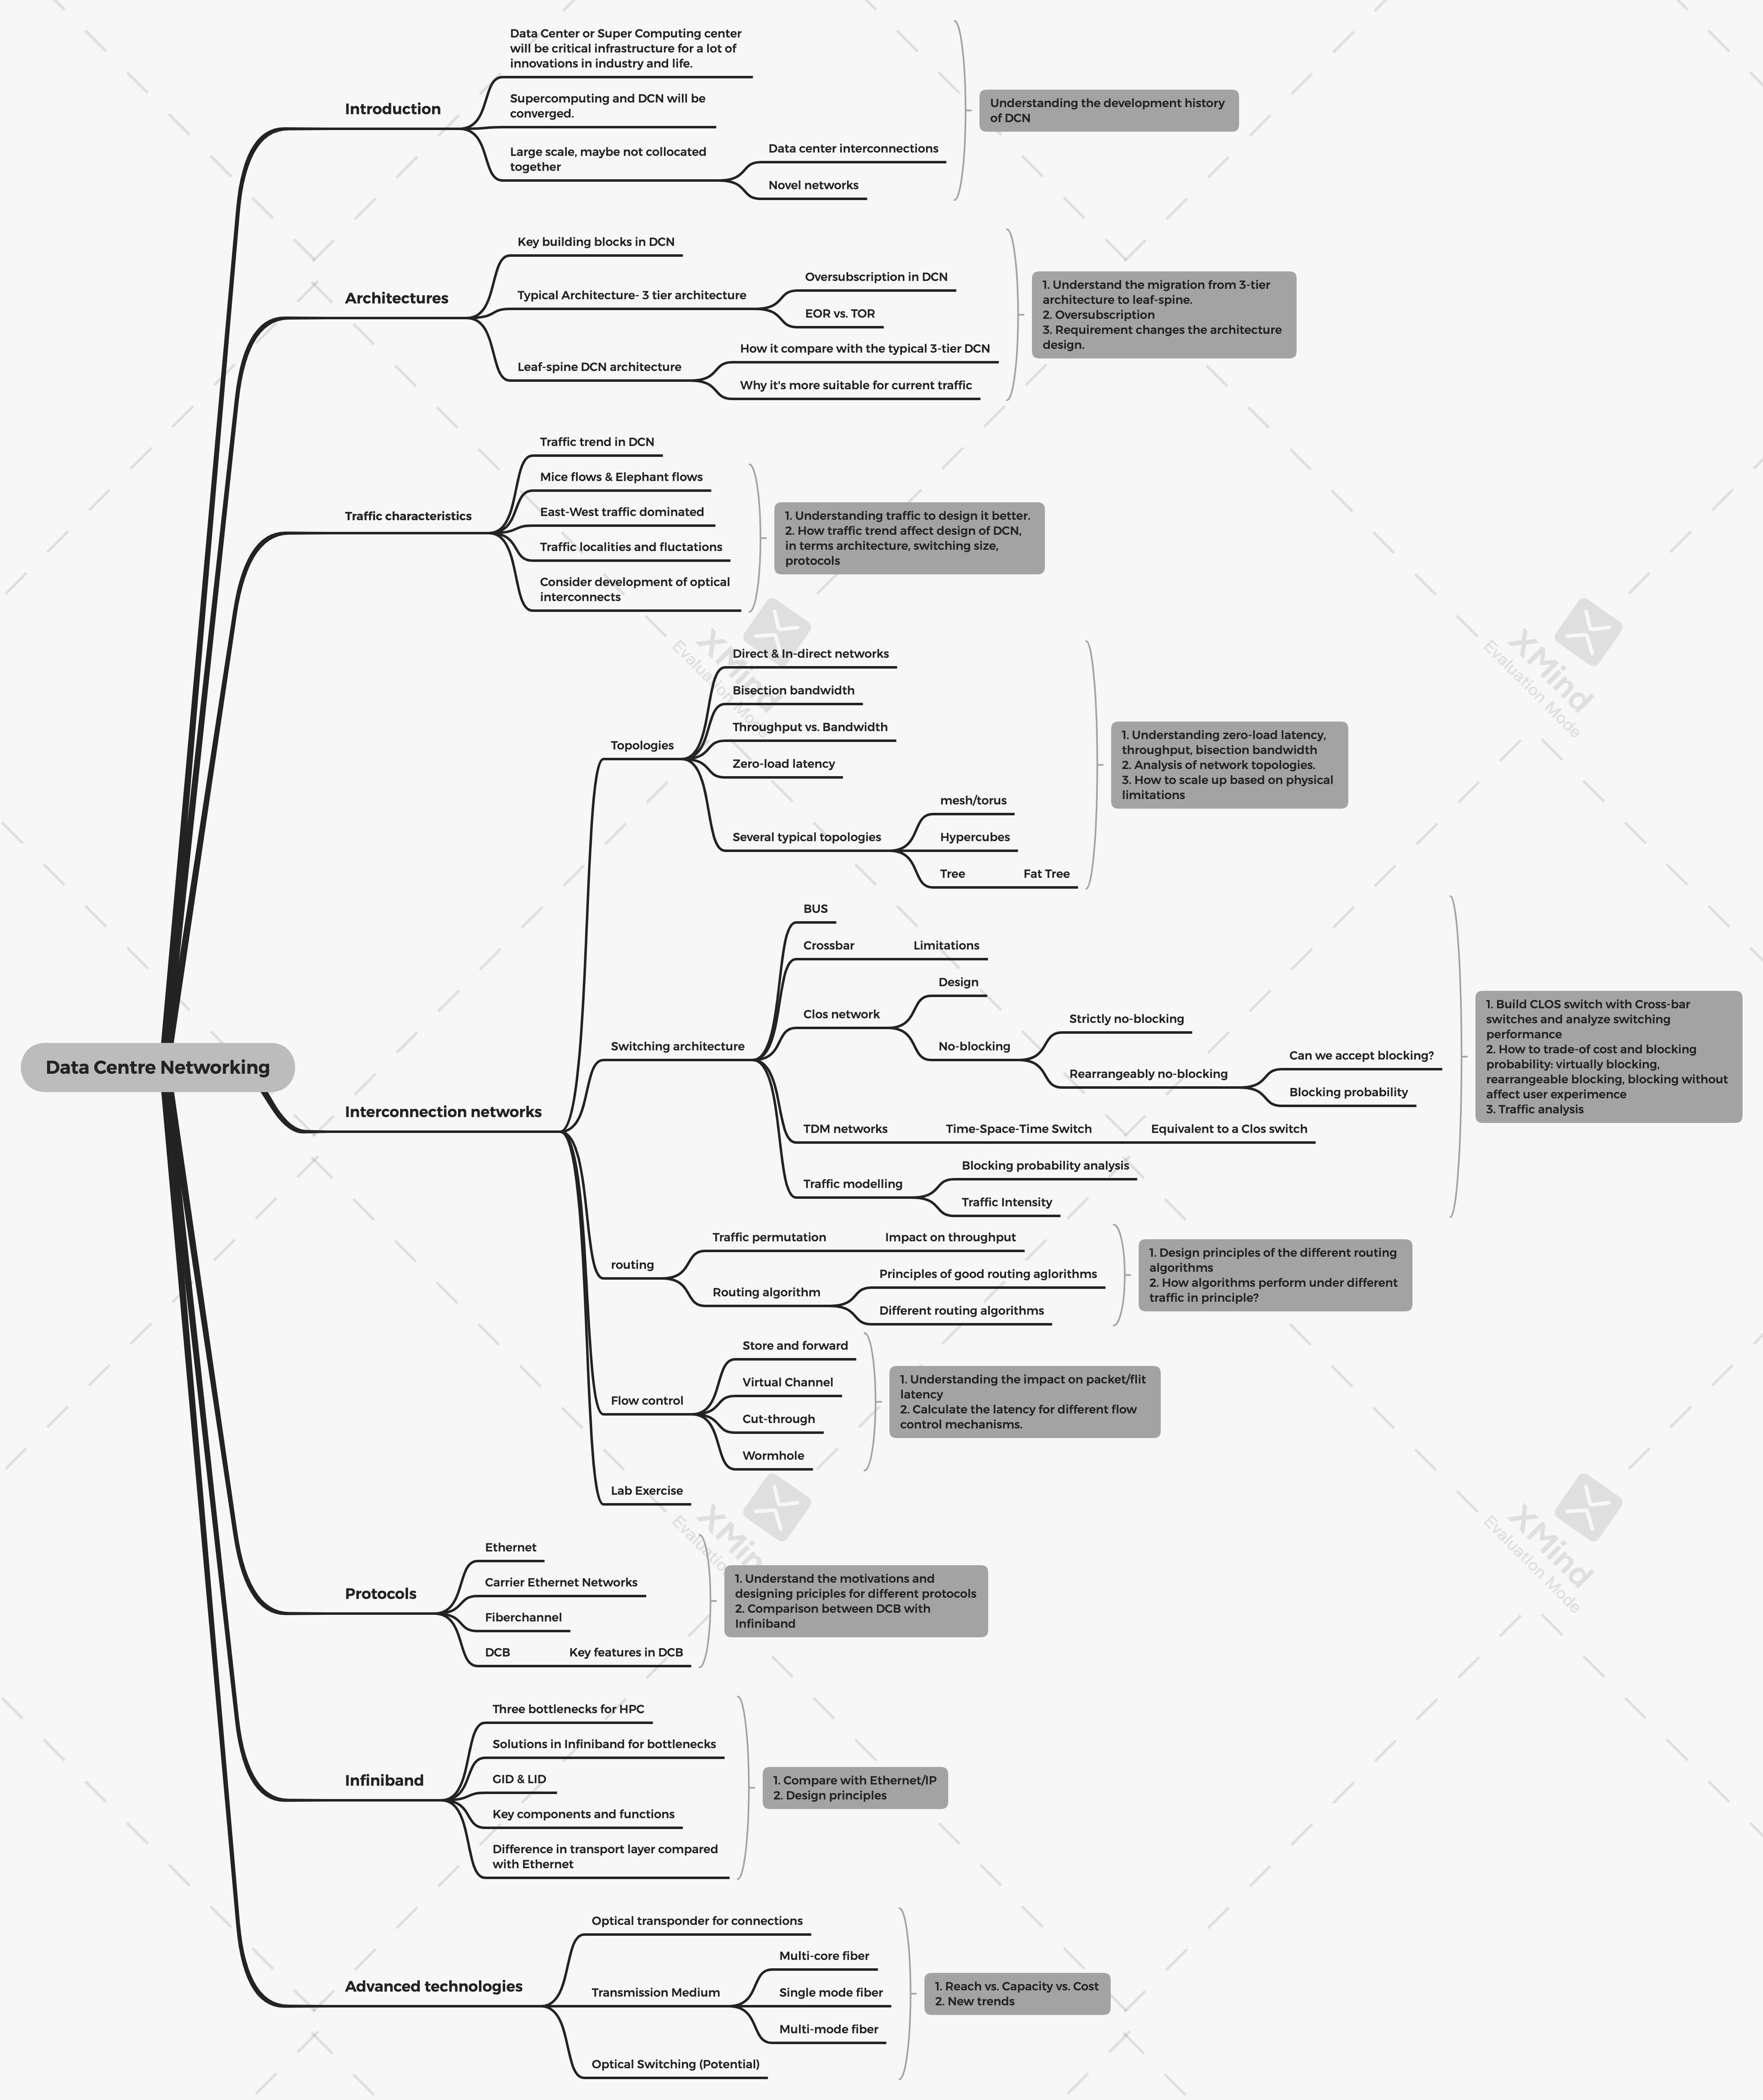 Data Centre Networking
Introduction
Data Center or Super Computing center
will be critical infrastructure for a lot of
innovations in industry and life.
Supercomputing and DCN will be
converged.
Large scale, maybe not collocated
together
Data center interconnections
Novel networks
Understanding the development history
of DCN
Architectures
Key building blocks in DCN
Typical Architecture- 3 tier architecture
Oversubscription in DCN
EOR vs. TOR
Leaf-spine DCN architecture
How it compare with the typical 3-tier DCN
Why it's more suitable for current traffic
1. Understand the migration from 3-tier
architecture to leaf-spine.
2. Oversubscription
3. Requirement changes the architecture
design.
Traffic characteristics
Traffic trend in DCN
Mice flows & Elephant flows
East-West traffic dominated
Traffic localities and fluctations
Consider development of optical
interconnects
1. Understanding traffic to design it better.
2. How traffic trend affect design of DCN,
in terms architecture, switching size,
protocols
Interconnection networks
Topologies
Direct & In-direct networks
Bisection bandwidth
Throughput vs. Bandwidth
Zero-load latency
Several typical topologies
mesh/torus
Hypercubes
Tree
Fat Tree
1. Understanding zero-load latency,
throughput, bisection bandwidth
2. Analysis of network topologies.
3. How to scale up based on physical
limitations
Switching architecture
BUS
Crossbar
Limitations
Clos network
Design
No-blocking
Strictly no-blocking
Rearrangeably no-blocking
Can we accept blocking?
Blocking probability
TDM networks
Time-Space-Time Switch
Equivalent to a Clos switch
Traffic modelling
Blocking probability analysis
Traffic Intensity
1. Build CLOS switch with Cross-bar
switches and analyze switching
performance
2. How to trade-of cost and blocking
probability: virtually blocking,
rearrangeable blocking, blocking without
affect user experimence
3. Traffic analysis
routing
Traffic permutation
Impact on throughput
Routing algorithm
Principles of good routing aglorithms
Different routing algorithms
1. Design principles of the different routing
algorithms
2. How algorithms perform under different
traffic in principle?
Flow control
Store and forward
Virtual Channel
Cut-through
Wormhole
1. Understanding the impact on packet/flit
latency
2. Calculate the latency for different flow
control mechanisms.
Lab Exercise
Protocols
Ethernet
Carrier Ethernet Networks
Fiberchannel
DCB
Key features in DCB
1. Understand the motivations and
designing priciples for different protocols
2. Comparison between DCB with
Infiniband
Infiniband
Three bottlenecks for HPC
Solutions in Infiniband for bottlenecks
GID & LID
Key components and functions
Difference in transport layer compared
with Ethernet
1. Compare with Ethernet/IP
2. Design principles
Advanced technologies
Optical transponder for connections
Transmission Medium
Multi-core fiber
Single mode fiber
Multi-mode fiber
Optical Switching (Potential)
1. Reach vs. Capacity vs. Cost
2. New trends
XMind
Evaluation Mode
XMind
Evaluation Mode
XMind
Evaluation
XMind
Evaluation Mode